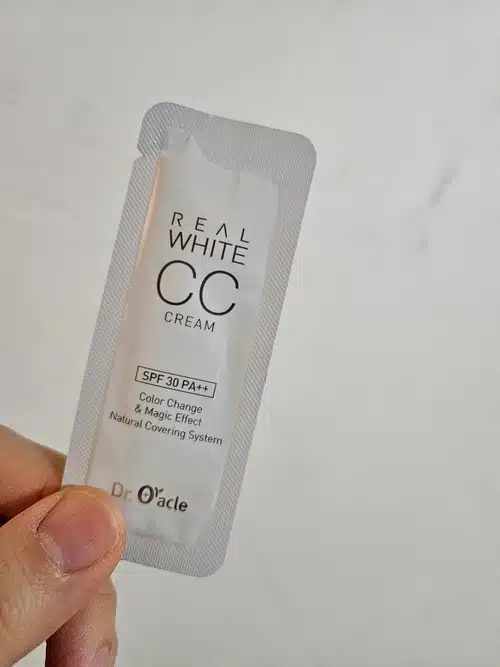 REAL
WHITE
CC
CREAM
SPF 30 PA++
Color Change
& Magic Effect
Natural Covering System
Dr. Oracle